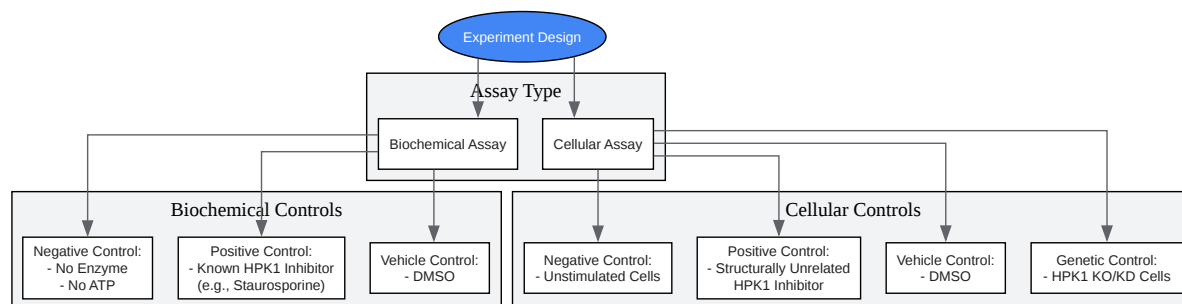 Experiment Design
Assay Type
Biochemical Assay
Cellular Assay
Biochemical Controls
Negative Control:
- No Enzyme
- No ATP
Positive Control:
- Known HPK1 Inhibitor
(e.g., Staurosporine)
Vehicle Control:
- DMSO
Cellular Controls
Negative Control:
- Unstimulated Cells
Positive Control:
- Structurally Unrelated
HPK1 Inhibitor
Vehicle Control:
- DMSO
Genetic Control:
- HPK1 KO/KD Cells